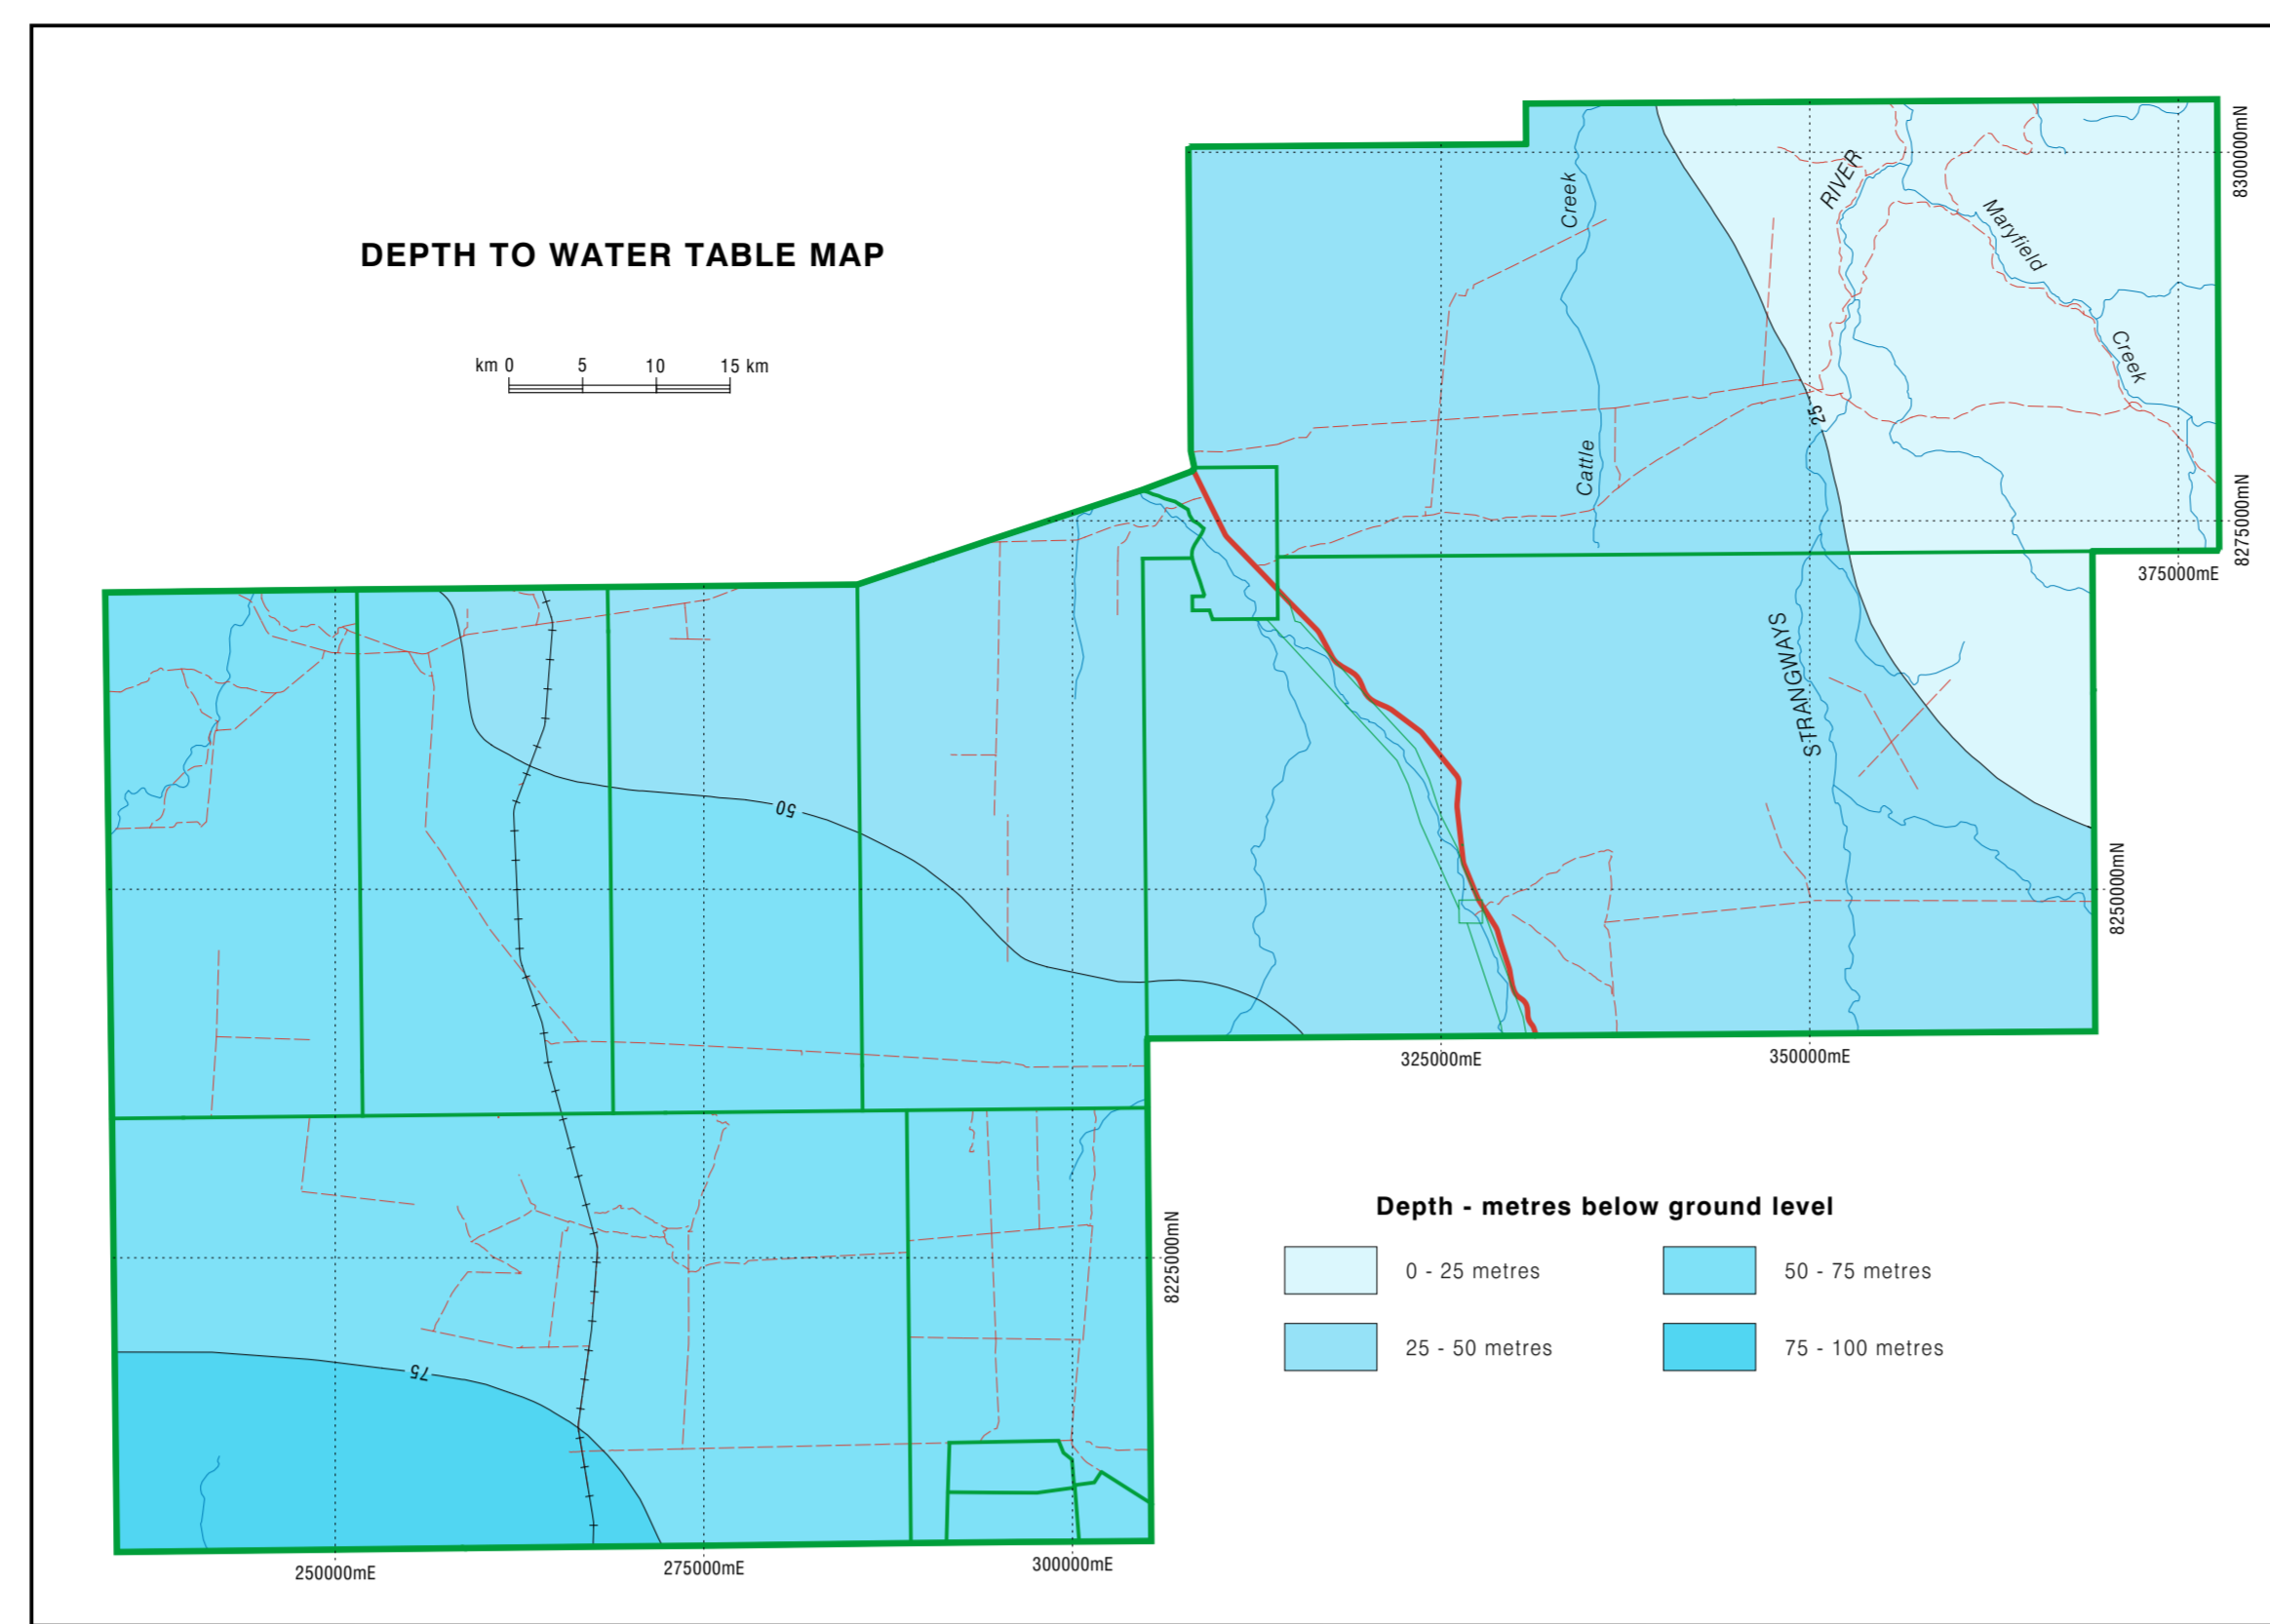 DEPTH TO WATER TABLE MAP
km 0 5 10 15 km
Creek
RIVER
Maryfield
Creek
8300000mN
25
Cattle
8275000mN
375000mE
STRANGWAYS
50
8250000mN
325000mE
350000mE
8225000mN
75
250000mE
275000mE
300000mE
Depth - metres below ground level
0 - 25 metres
50 - 75 metres
25 - 50 metres
75 - 100 metres